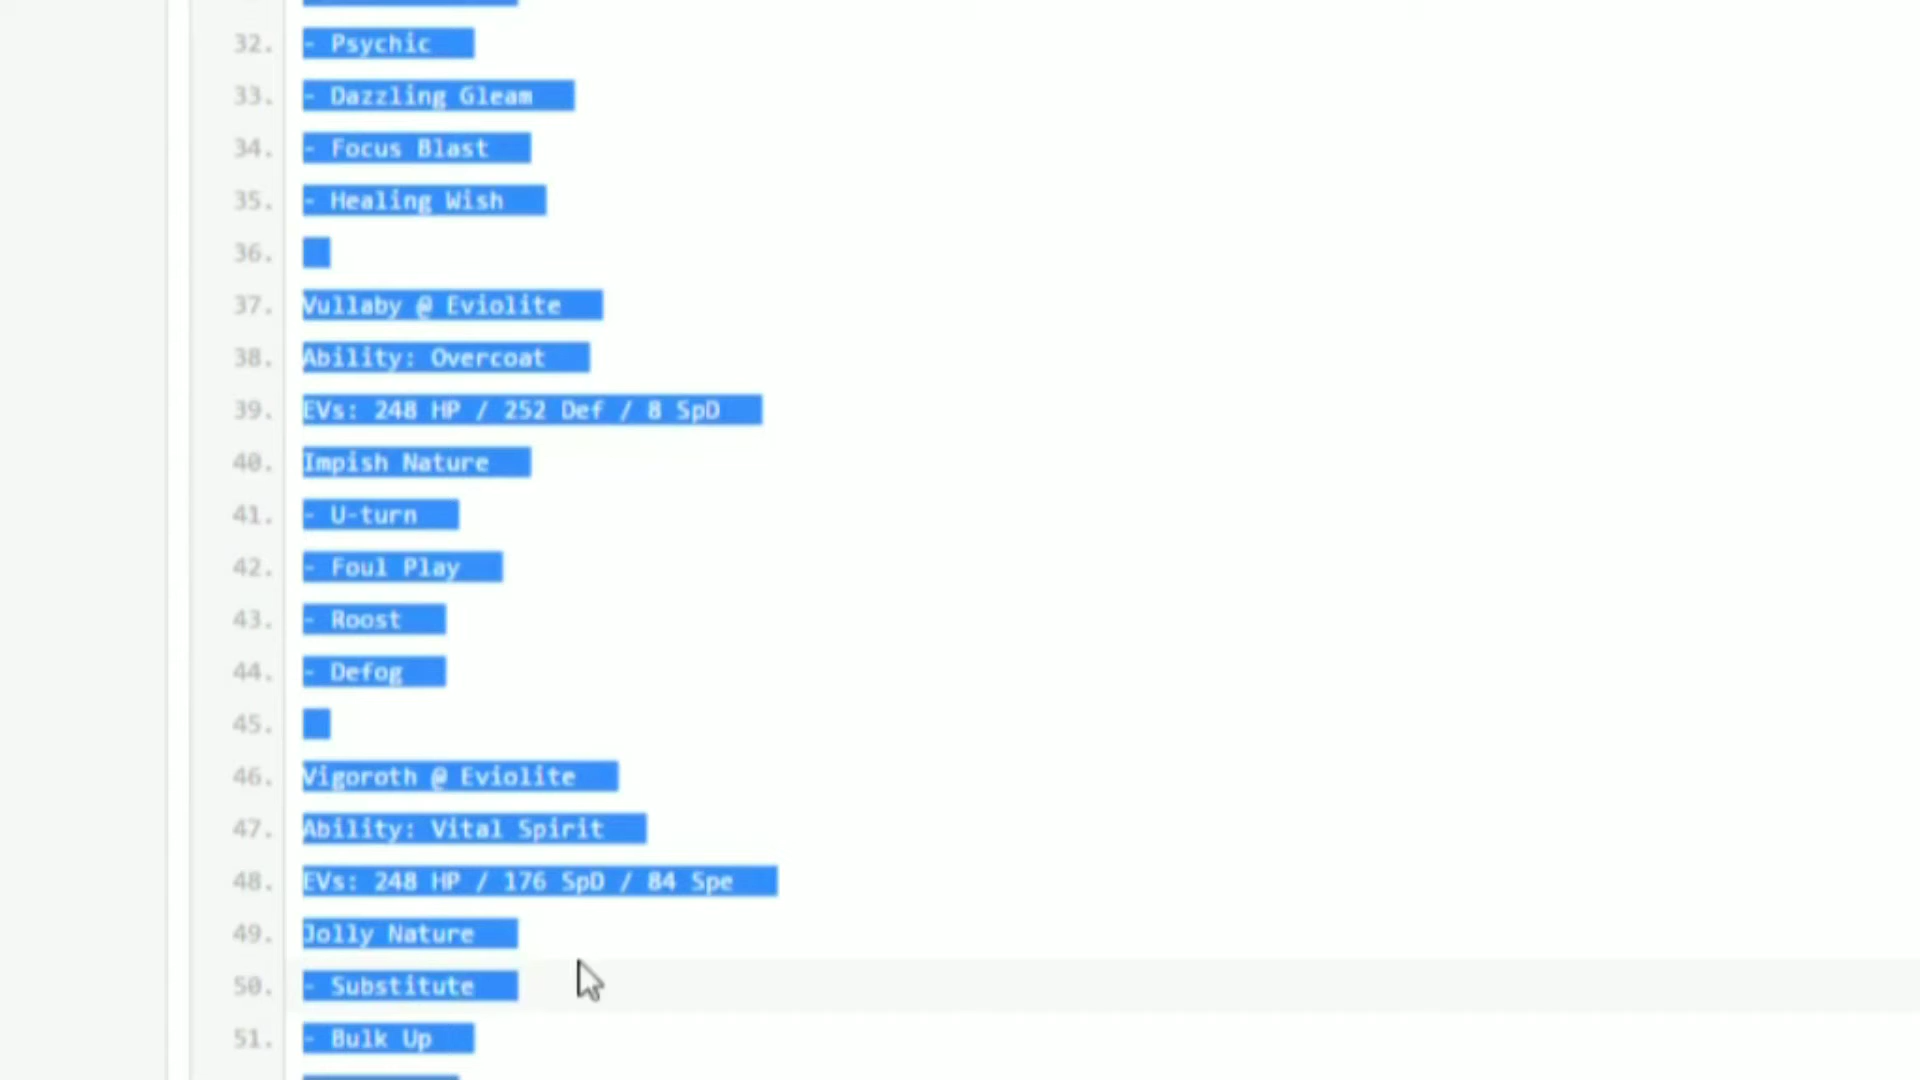 32. - Psychic
33. - Dazzling Gleam
34. - Focus Blast
35. - Healing Wish
36.
37. Vullaby @ Eviolite
38. Ability: Overcoat
39. EVs: 248 HP / 252 Def / 8 SpD
40. Impish Nature
41. - U-turn
42. - Foul Play
43. - Roost
44. - Defog
45.
46. Vigoroth @ Eviolite
47. Ability: Vital Spirit
48. EVs: 248 HP / 176 SpD / 84 Spe
49. Jolly Nature
50. - Substitute
51. - Bulk Up